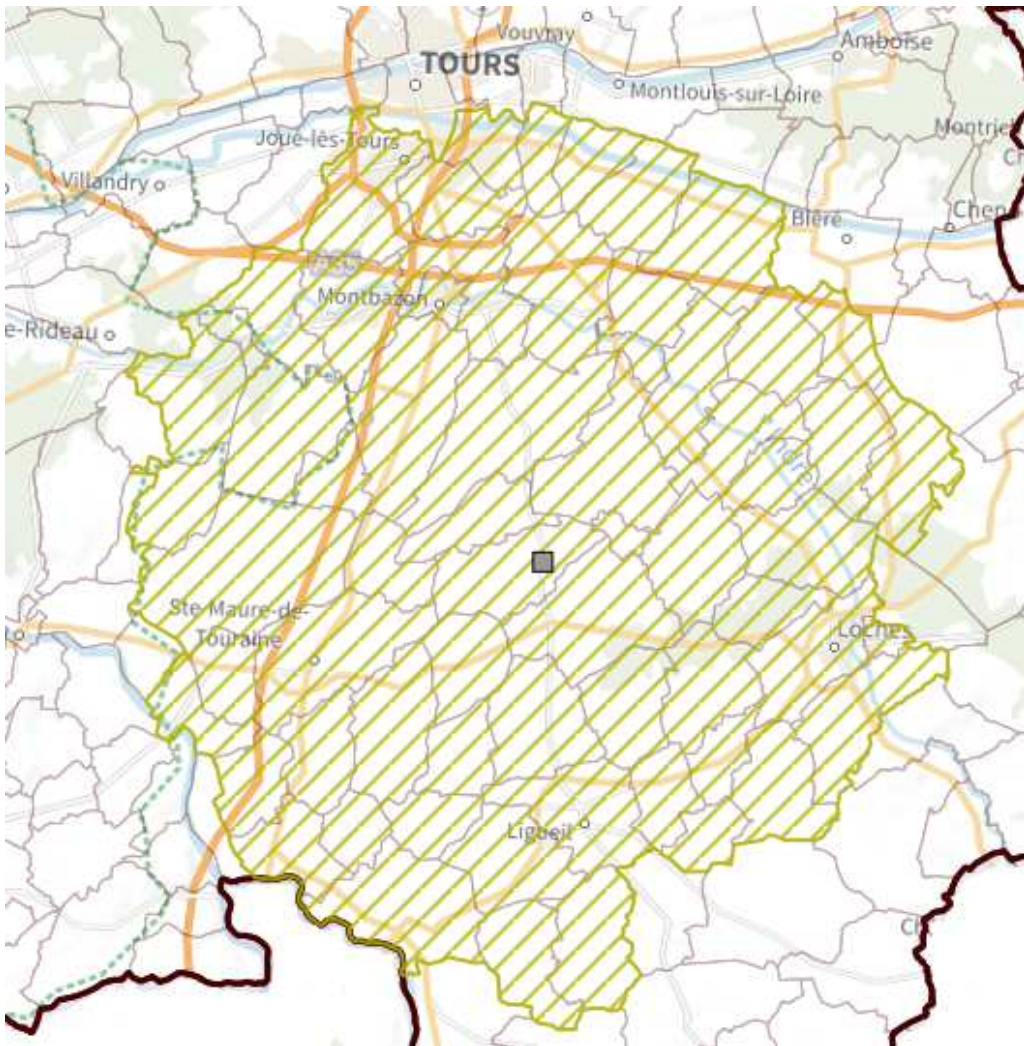 Vouvray
TOURS
Amboise
Montlouis-sur-Loire
Joué-lès-Tours
Villandry
Bléré
Montbazon
e-Rideau
Indre
Ste-Maure-de-
Touraine
Loches
Ligueil